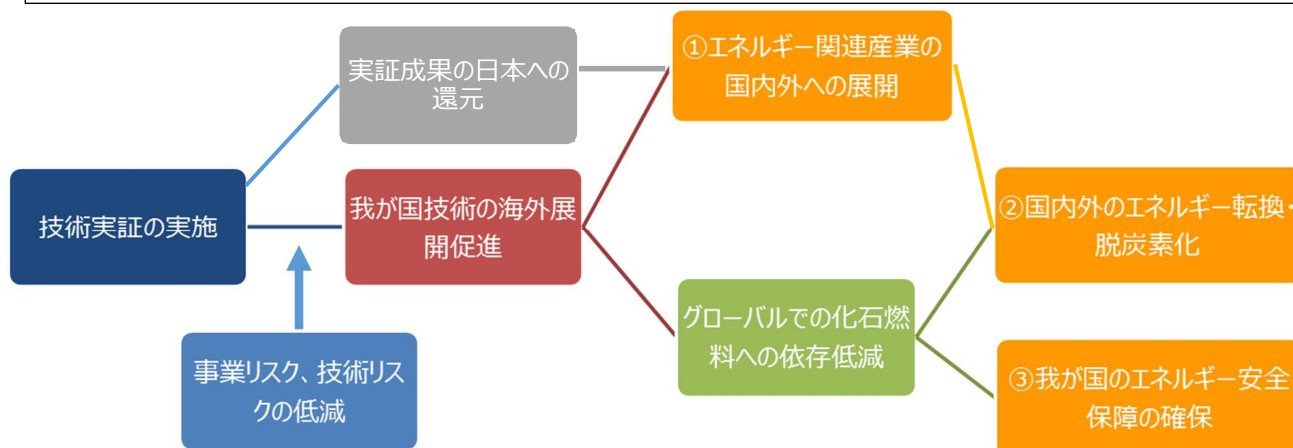 実証成果の日本への
還元
①エネルギー関連産業の
国内外への展開
技術実証の実施
我が国技術の海外展
開促進
②国内外のエネルギー転換・
脱炭素化
グローバルでの化石燃
料への依存低減
事業リスク、技術リス
クの低減
③我が国のエネルギー安全
保障の確保